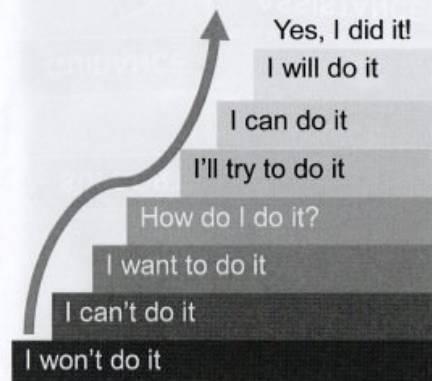 Yes, I did it!
I will do it
I can do it
I'll try to do it
How do I do it?
I want to do it
I can't do it
I won't do it